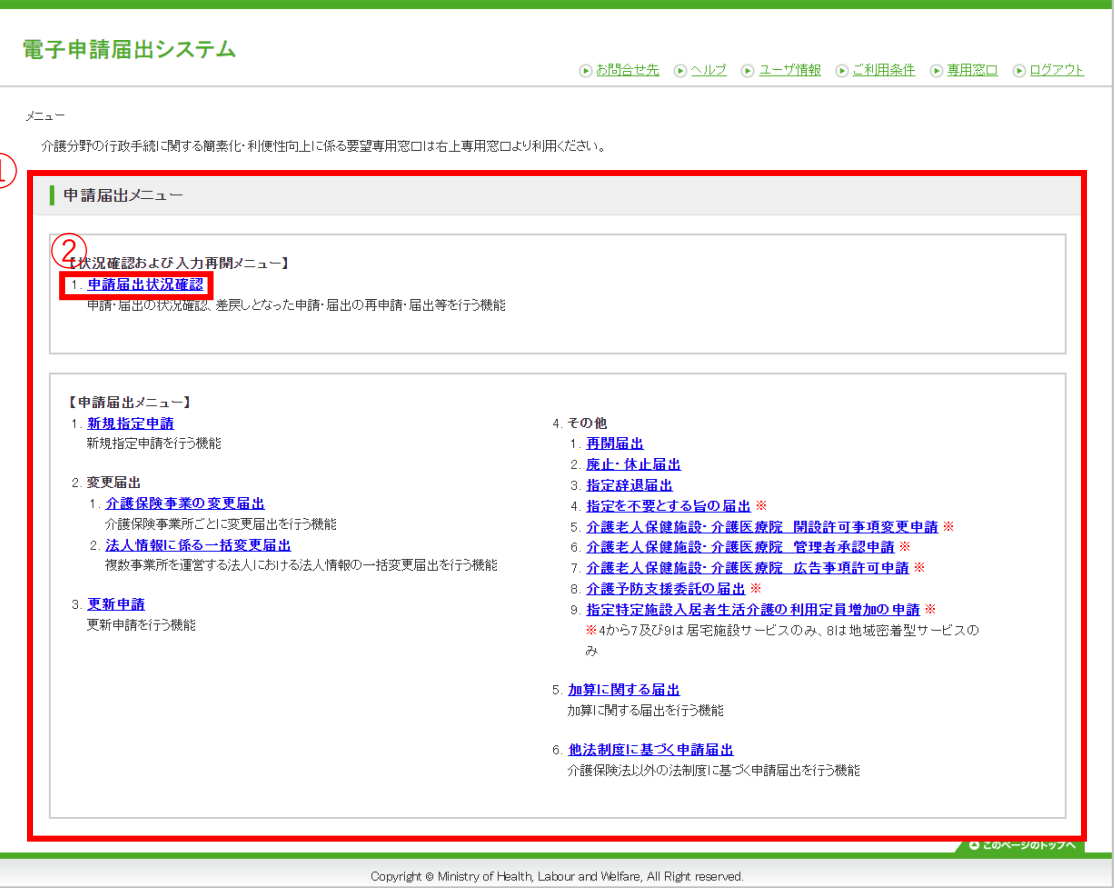 電子申請届出システム
お問合せ先 ヘルプ ユーザ情報 ご利用条件 専用窓口 ログアウト
メニュー
介護分野の行政手続に関する簡素化・利便性向上に係る要望専用窓口は右上専用窓口より利用ください。
①
申請届出メニュー
②
【状況確認および入力再開メニュー】
1. 申請届出状況確認
申請・届出の状況確認、差戻しとなった申請・届出の再申請・届出等を行う機能
【申請届出メニュー】
1. 新規指定申請
新規指定申請を行う機能
2. 変更届出
1. 介護保険事業の変更届出
介護保険事業所ごとに変更届出を行う機能
2. 法人情報に係る一括変更届出
複数事業所を運営する法人における法人情報の一括変更届出を行う機能
3. 更新申請
更新申請を行う機能
4. その他
1. 再開届出
2. 廃止・休止届出
3. 指定辞退届出
4. 指定を不要とする旨の届出 ※
5. 介護老人保健施設・介護医療院 開設許可事項変更申請 ※
6. 介護老人保健施設・介護医療院 管理者承認申請 ※
7. 介護老人保健施設・介護医療院 広告事項許可申請 ※
8. 介護予防支援委託の届出 ※
9. 指定特定施設入居者生活介護の利用定員増加の申請 ※
※4から7及び9は居宅施設サービスのみ、8は地域密着型サービスの
み
5. 加算に関する届出
加算に関する届出を行う機能
6. 他法制度に基づく申請届出
介護保険法以外の法制度に基づく申請届出を行う機能
このページのトップへ
Copyright © Ministry of Health, Labour and Welfare, All Right reserved.